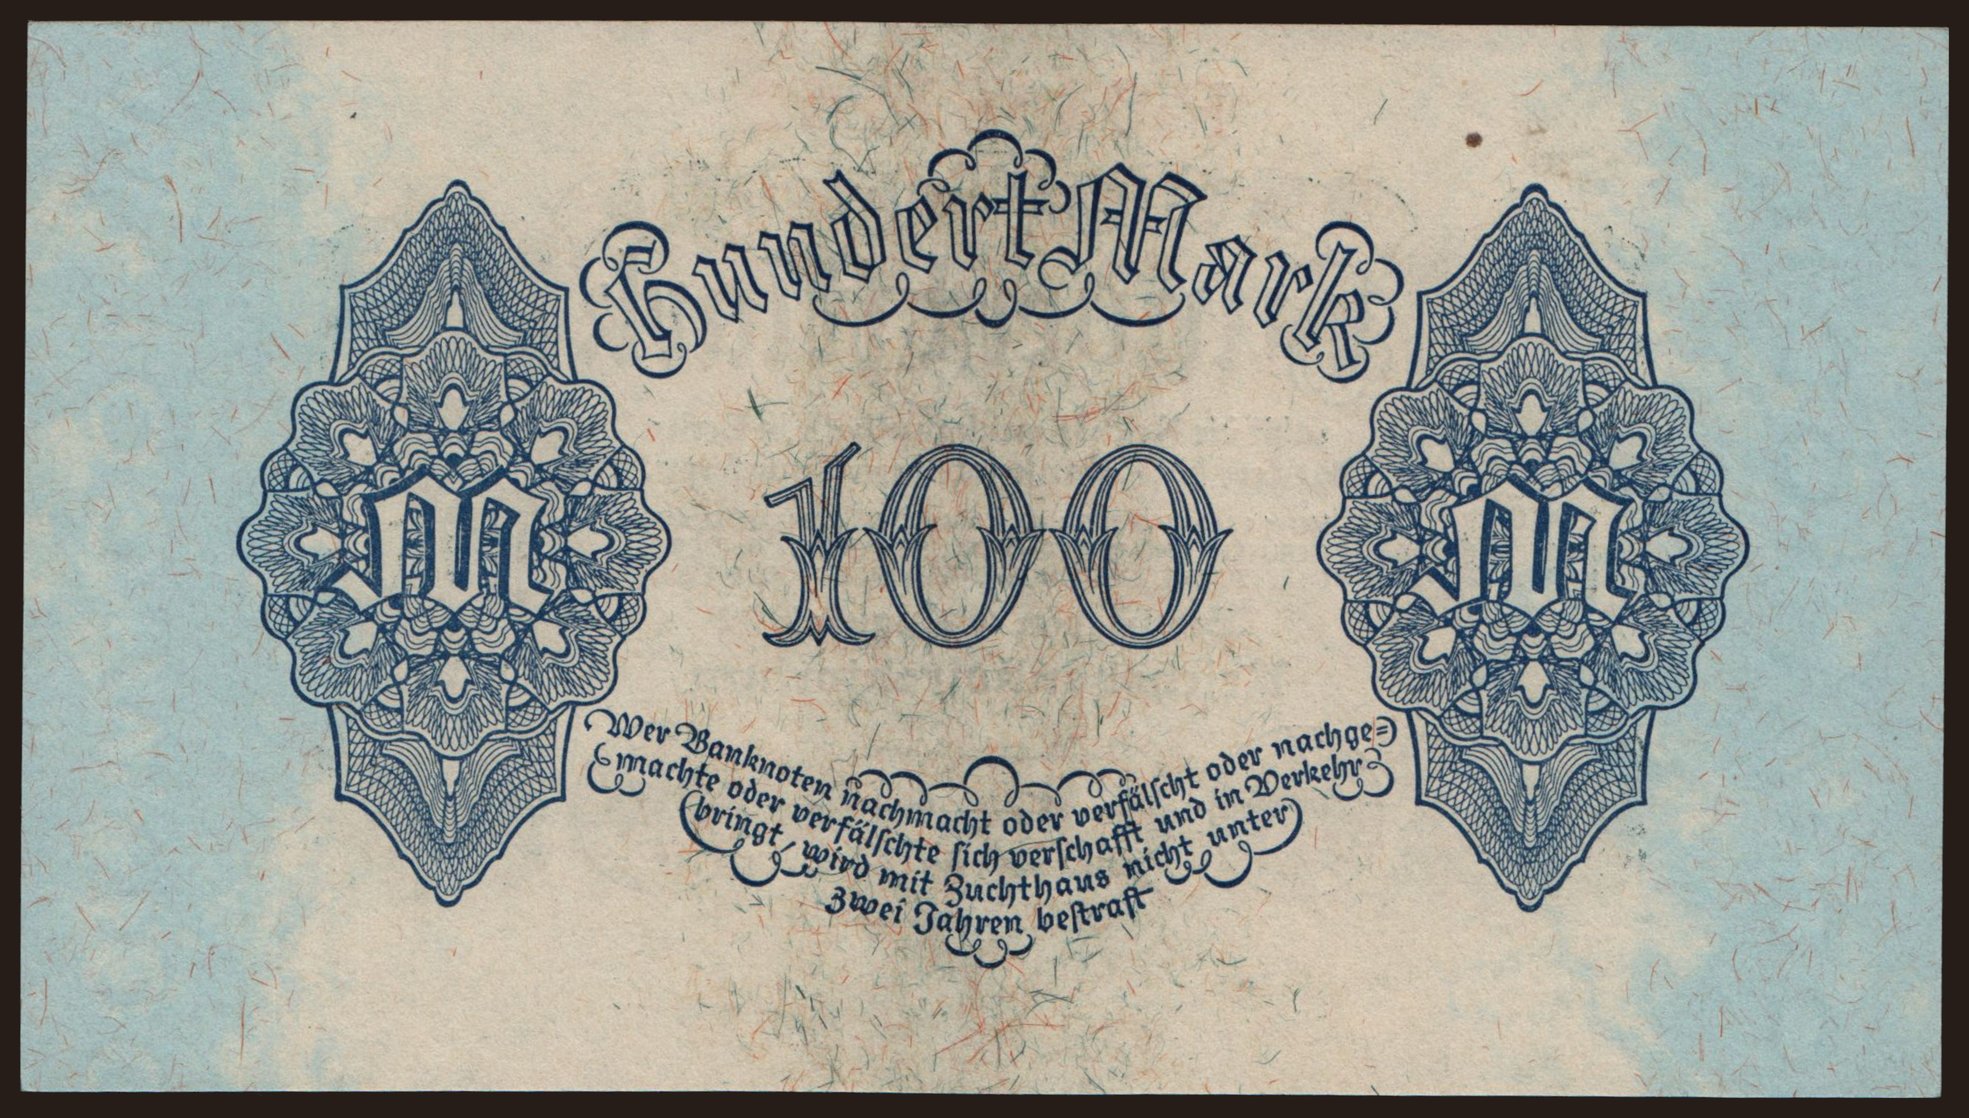 Hundert Mark
M
100
M
Wer Banknoten nachmacht oder verfälscht oder nachge=
machte oder verfälschte sich verschafft und in Verkehr
bringt, wird mit Zuchthaus nicht unter
zwei Jahren bestraft